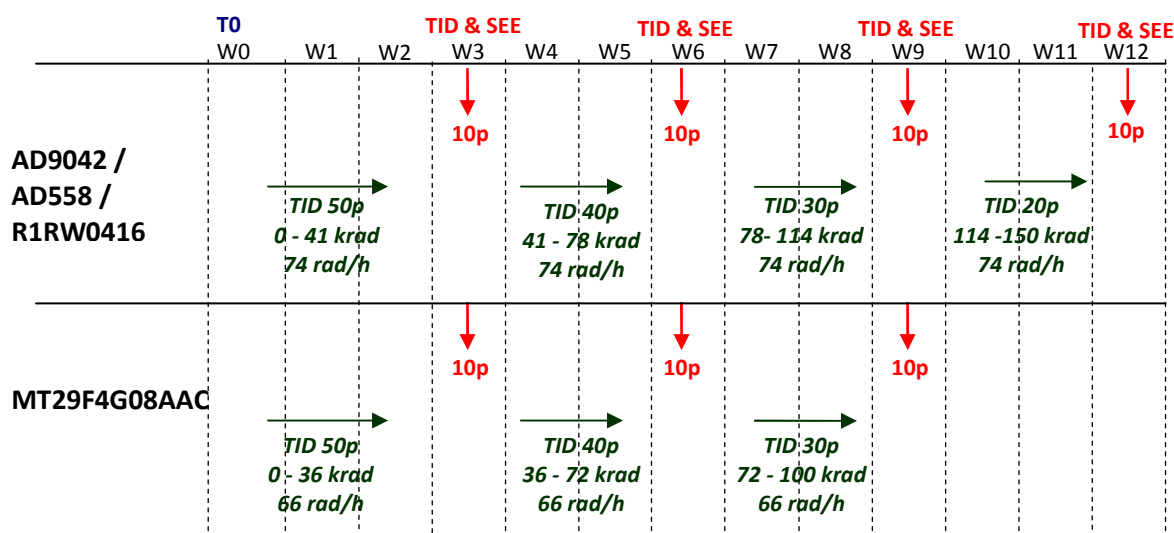 T0
TID & SEE TID & SEE TID & SEE TID & SEE
W0 W1 W2 W3 W4 W5 W6 W7 W8 W9 W10 W11 W12
10p 10p 10p 10p
AD9042 /
AD558 /
R1RW0416
TID 50p
0 - 41 krad
74 rad/h
TID 40p
41 - 78 krad
74 rad/h
TID 30p
78- 114 krad
74 rad/h
TID 20p
114 -150 krad
74 rad/h
10p 10p 10p
MT29F4G08AAC
TID 50p
0 - 36 krad
66 rad/h
TID 40p
36 - 72 krad
66 rad/h
TID 30p
72 - 100 krad
66 rad/h